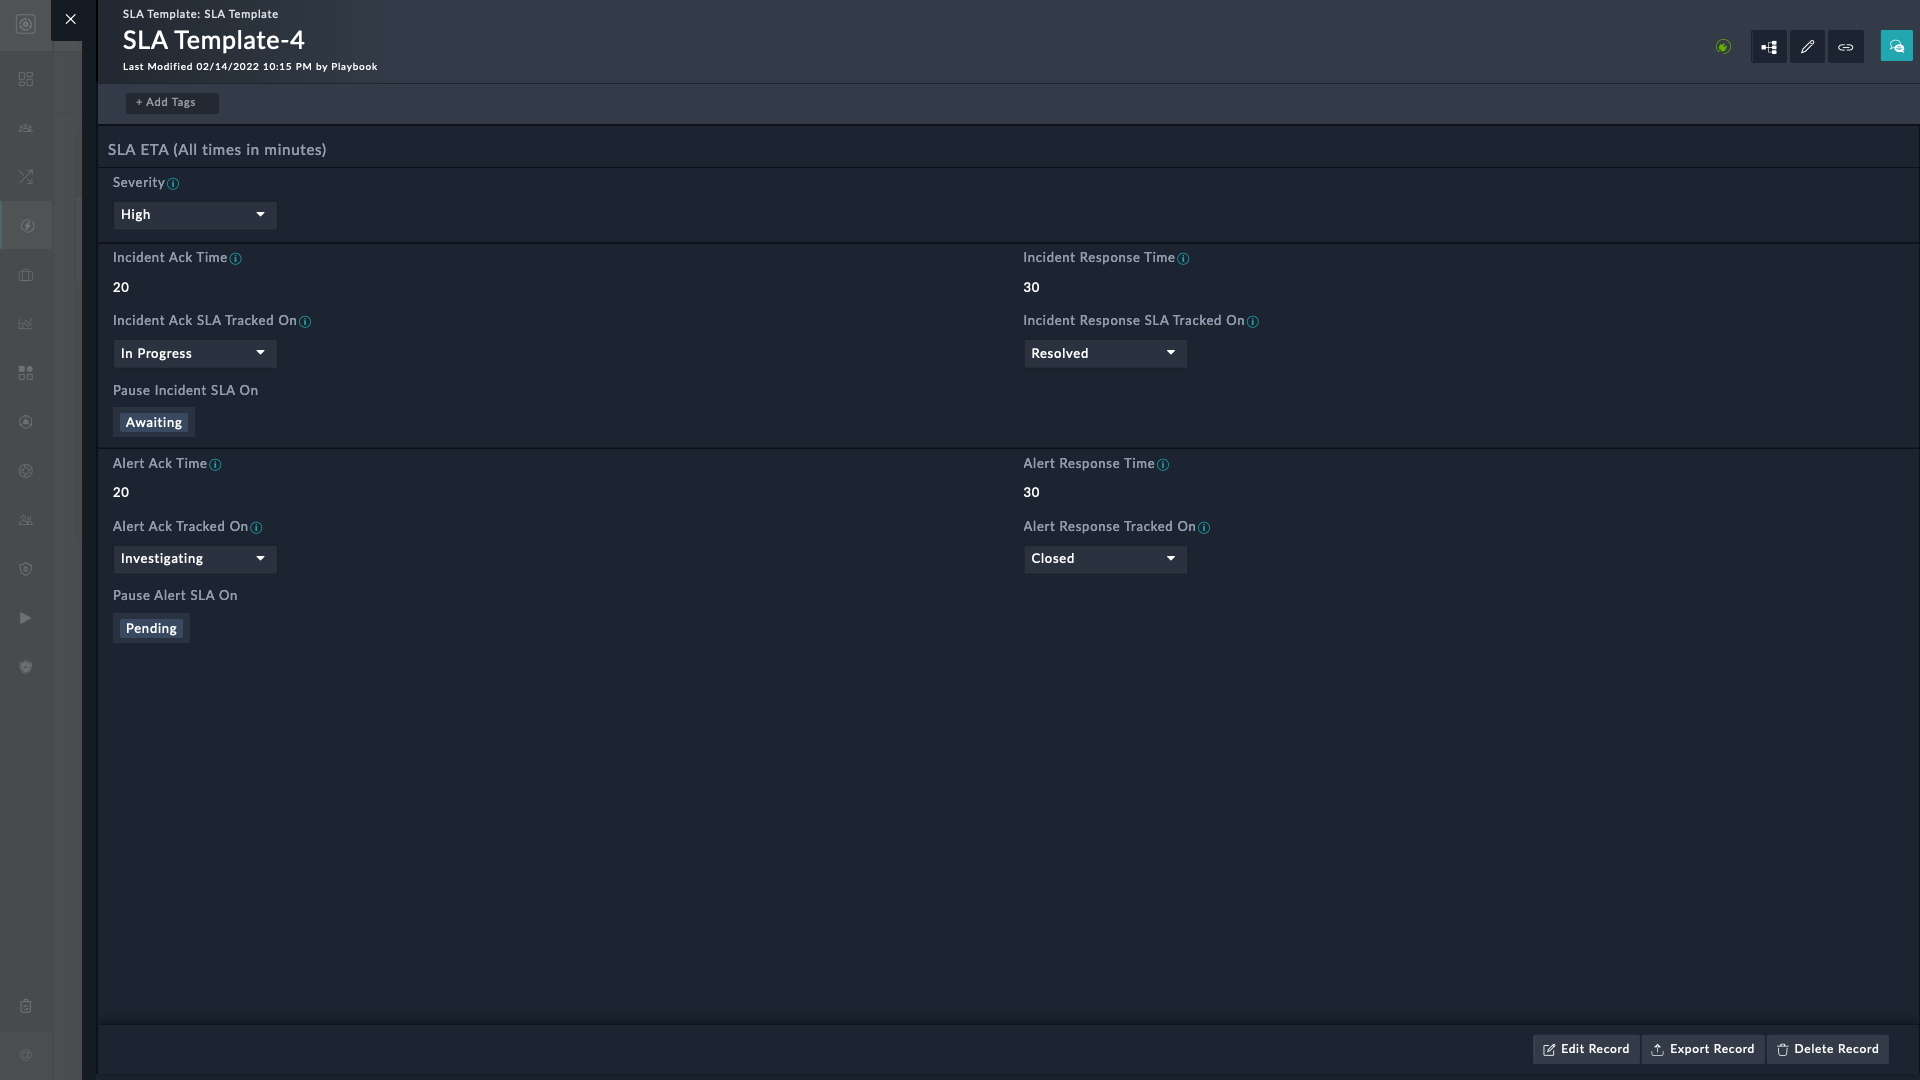 SLA Template: SLA Template
SLA Template-4
Last Modified 02/14/2022 10:15 PM by Playbook
+ Add Tags
SLA ETA (All times in minutes)
Severity
High
Incident Ack Time
Incident Response Time
20
30
Incident Ack SLA Tracked On
Incident Response SLA Tracked On
In Progress
Resolved
Pause Incident SLA On
Awaiting
Alert Ack Time
Alert Response Time
20
30
Alert Ack Tracked On
Alert Response Tracked On
Investigating
Closed
Pause Alert SLA On
Pending
Edit Record
Export Record
Delete Record